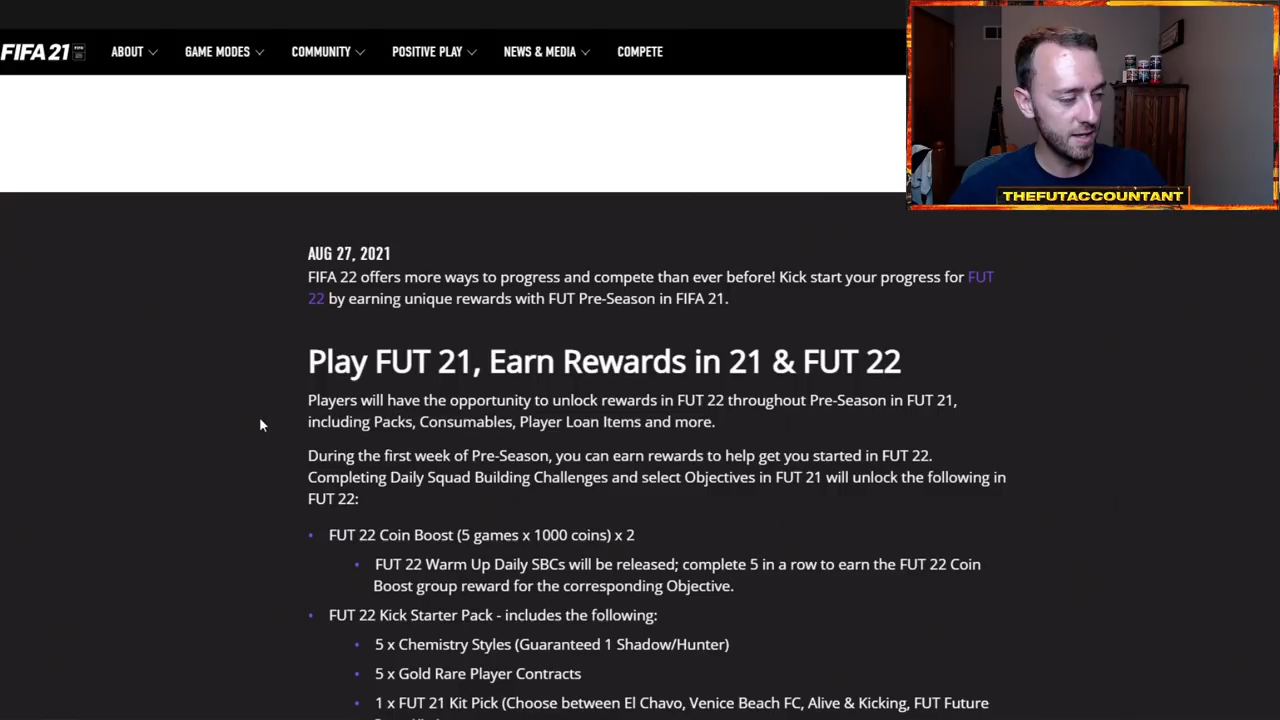 FIFA 21
ABOUT
GAME MODES
COMMUNITY
POSITIVE PLAY
NEWS & MEDIA
COMPETE
THEFUTACCOUNTANT
AUG 27, 2021
FIFA 22 offers more ways to progress and compete than ever before! Kick start your progress for FUT
22 by earning unique rewards with FUT Pre-Season in FIFA 21.
Play FUT 21, Earn Rewards in 21 & FUT 22
Players will have the opportunity to unlock rewards in FUT 22 throughout Pre-Season in FUT 21,
including Packs, Consumables, Player Loan Items and more.
During the first week of Pre-Season, you can earn rewards to help get you started in FUT 22.
Completing Daily Squad Building Challenges and select Objectives in FUT 21 will unlock the following in
FUT 22:
• FUT 22 Coin Boost (5 games x 1000 coins) x 2
• FUT 22 Warm Up Daily SBCs will be released; complete 5 in a row to earn the FUT 22 Coin
Boost group reward for the corresponding Objective.
• FUT 22 Kick Starter Pack - includes the following:
• 5 x Chemistry Styles (Guaranteed 1 Shadow/Hunter)
• 5 x Gold Rare Player Contracts
• 1 x FUT 21 Kit Pick (Choose between El Chavo, Venice Beach FC, Alive & Kicking, FUT Future